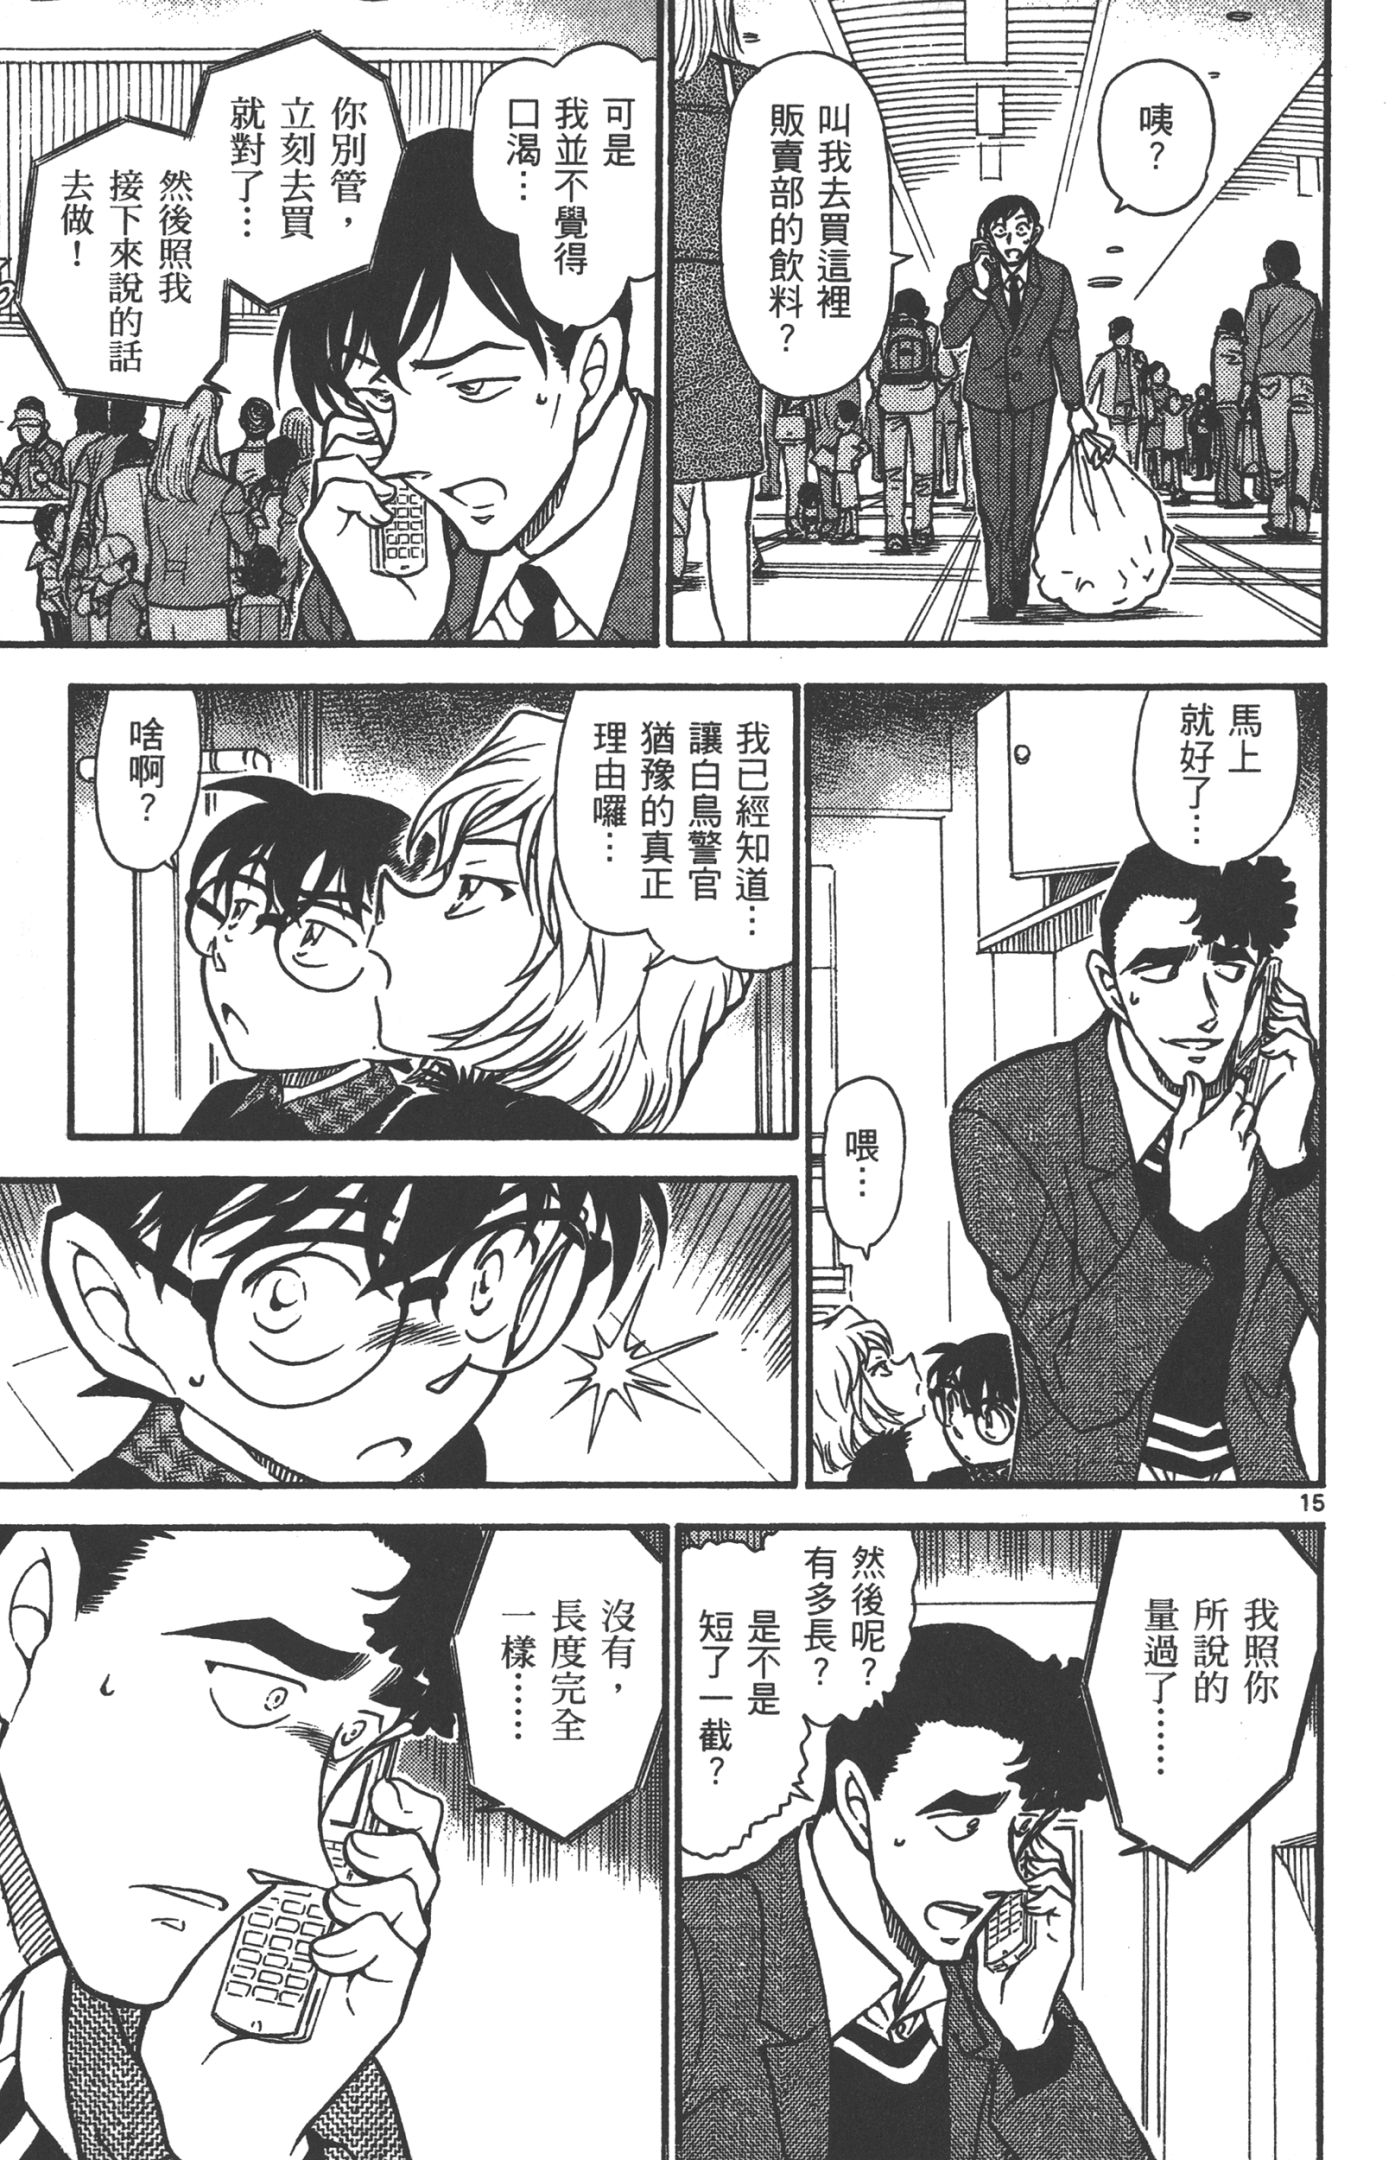 咦？
叫我去買這裡
販賣部的飲料？
可是
我並不覺得
口渴…
你別管，
立刻去買
就對了…
然後照我
接下來說的話
去做！
馬上
就好了…
喂…
我已經知道…
讓白鳥警官
猶豫的真正
理由囉…
啥啊？
15
我照你
所說的
量過了……
然後呢？
有多長？
是不是
短了一截？
沒有，
長度完全
一樣……